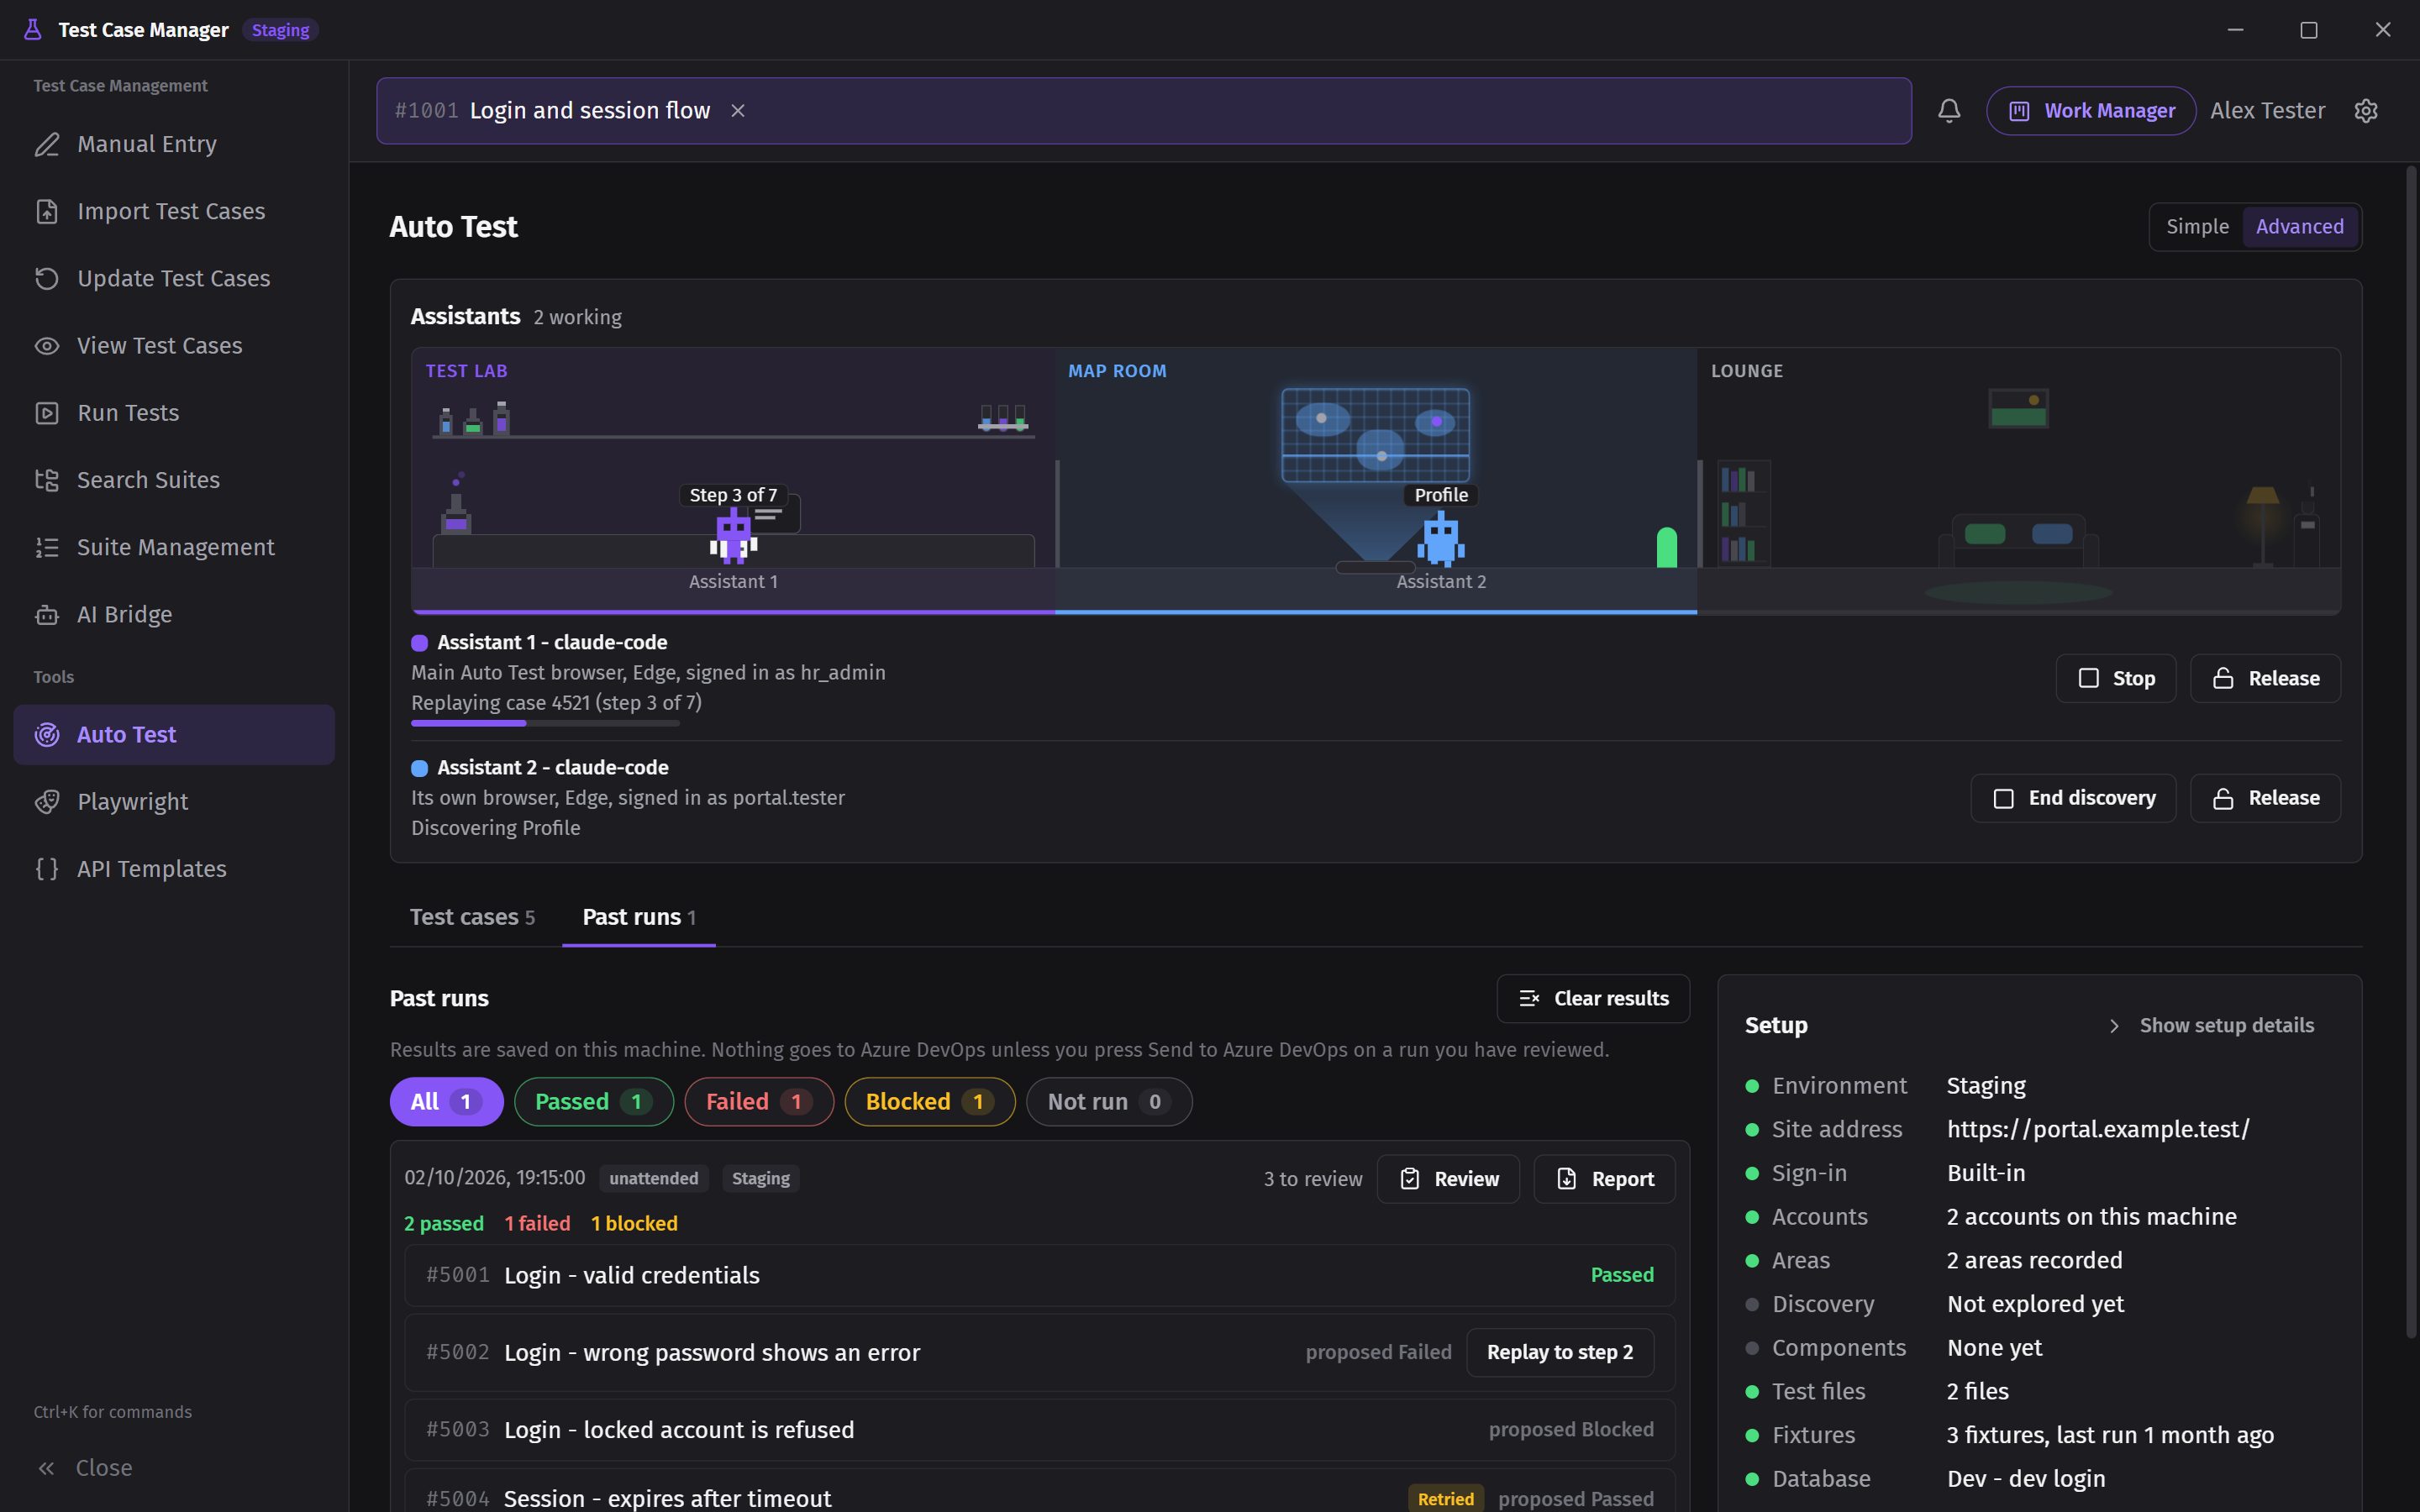 Test Case Manager Staging
Test Case Management
Manual Entry
Import Test Cases
Update Test Cases
View Test Cases
Run Tests
Search Suites
Suite Management
AI Bridge
Tools
Auto Test
Playwright
API Templates
Ctrl+K for commands
Close
#1001 Login and session flow
Work Manager Alex Tester
Auto Test
Simple Advanced
Assistants 2 working
TEST LAB
MAP ROOM
LOUNGE
Step 3 of 7
Profile
Assistant 1
Assistant 2
Assistant 1 - claude-code
Main Auto Test browser, Edge, signed in as hr_admin
Replaying case 4521 (step 3 of 7)
Stop Release
Assistant 2 - claude-code
Its own browser, Edge, signed in as portal.tester
Discovering Profile
End discovery Release
Test cases 5 Past runs 1
Past runs
Clear results
Results are saved on this machine. Nothing goes to Azure DevOps unless you press Send to Azure DevOps on a run you have reviewed.
All 1 Passed 1 Failed 1 Blocked 1 Not run 0
02/10/2026, 19:15:00 unattended Staging 3 to review Review Report
2 passed 1 failed 1 blocked
#5001 Login - valid credentials Passed
#5002 Login - wrong password shows an error proposed Failed Replay to step 2
#5003 Login - locked account is refused proposed Blocked
#5004 Session - expires after timeout Retried proposed Passed
Setup Show setup details
Environment Staging
Site address https://portal.example.test/
Sign-in Built-in
Accounts 2 accounts on this machine
Areas 2 areas recorded
Discovery Not explored yet
Components None yet
Test files 2 files
Fixtures 3 fixtures, last run 1 month ago
Database Dev - dev login